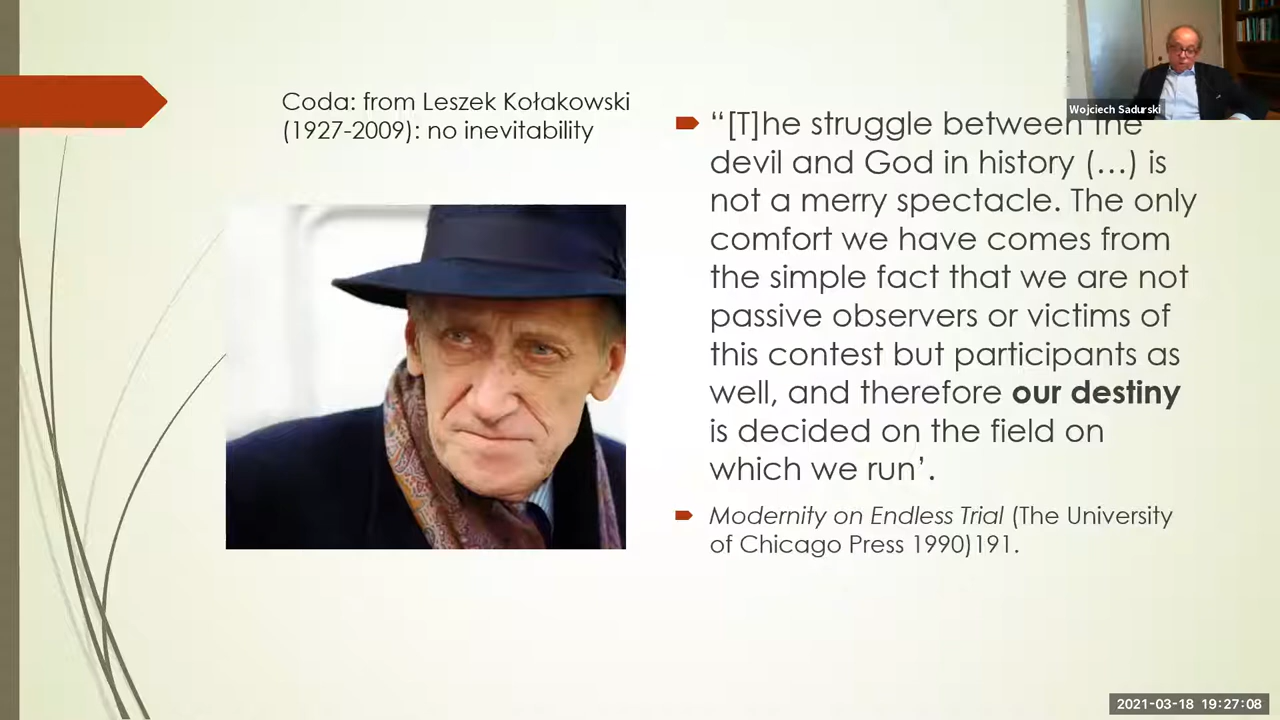 Coda: from Leszek Kołakowski
(1927-2009): no inevitability
“[T]he struggle between the
devil and God in history (…) is
not a merry spectacle. The only
comfort we have comes from
the simple fact that we are not
passive observers or victims of
this contest but participants as
well, and therefore our destiny
is decided on the field on
which we run’.
Modernity on Endless Trial (The University
of Chicago Press 1990)191.
Wojciech Sadurski
2021-03-18 19:27:08